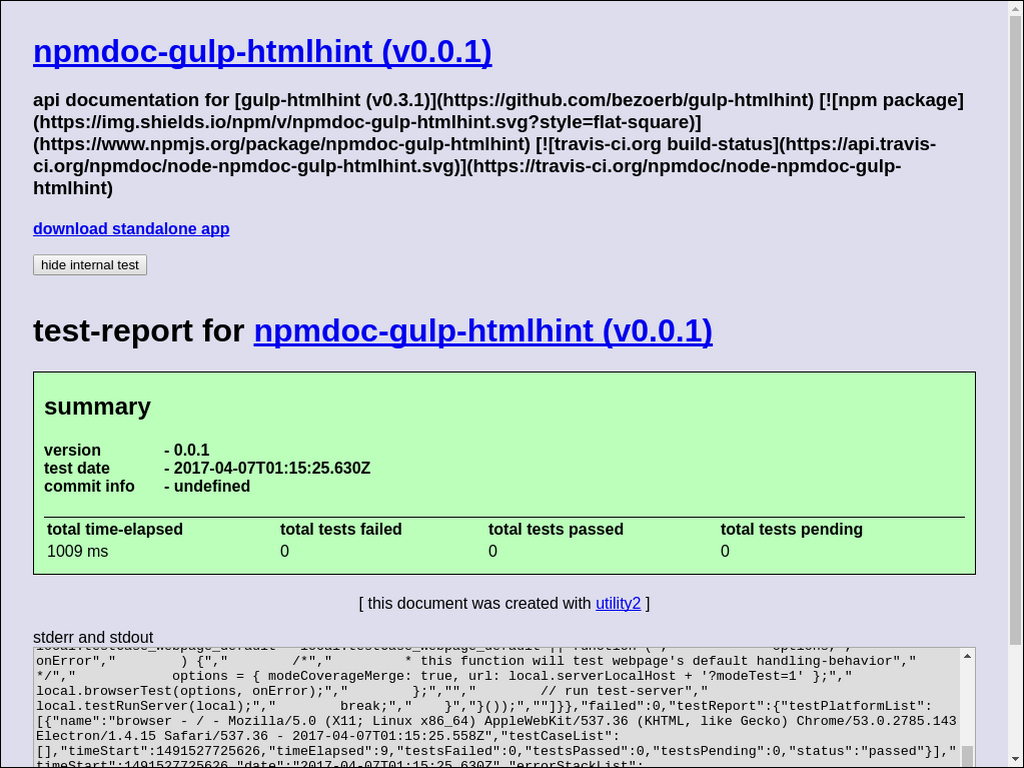 npmdoc-gulp-htmlhint (v0.0.1)
api documentation for [gulp-htmlhint (v0.3.1)](https://github.com/bezoerb/gulp-htmlhint) [![npm package]
(https://img.shields.io/npm/v/npmdoc-gulp-htmlhint.svg?style=flat-square)]
(https://www.npmjs.org/package/npmdoc-gulp-htmlhint) [![travis-ci.org build-status](https://api.travis-
ci.org/npmdoc/node-npmdoc-gulp-htmlhint.svg)](https://travis-ci.org/npmdoc/node-npmdoc-gulp-
htmlhint)
download standalone app
hide internal test
test-report for npmdoc-gulp-htmlhint (v0.0.1)
summary
version - 0.0.1
test date - 2017-04-07T01:15:25.630Z
commit info - undefined
total time-elapsed total tests failed total tests passed total tests pending
1009 ms 0 0 0
[ this document was created with utility2 ]
stderr and stdout
onError","        ) {","        /*","         * this function will test webpage's default handling-behavior","
*/","            options = { modeCoverageMerge: true, url: local.serverLocalHost + '?modeTest=1' };","
local.browserTest(options, onError);","        };","","        // run test-server","
local.testRunServer(local);","        break;","    }","}());","",""]}},"failed":0,"testReport":{"testPlatformList":
[{"name":"browser - / - Mozilla/5.0 (X11; Linux x86_64) AppleWebKit/537.36 (KHTML, like Gecko) Chrome/53.0.2785.143
Electron/1.4.15 Safari/537.36 - 2017-04-07T01:15:25.558Z","testCaseList":
[],"timeStart":1491527725626,"timeElapsed":9,"testsFailed":0,"testsPassed":0,"testsPending":0,"status":"passed"}],"
timeStart":1491527725626,"date":"2017-04-07T01:15:25.630Z","errorStackList":